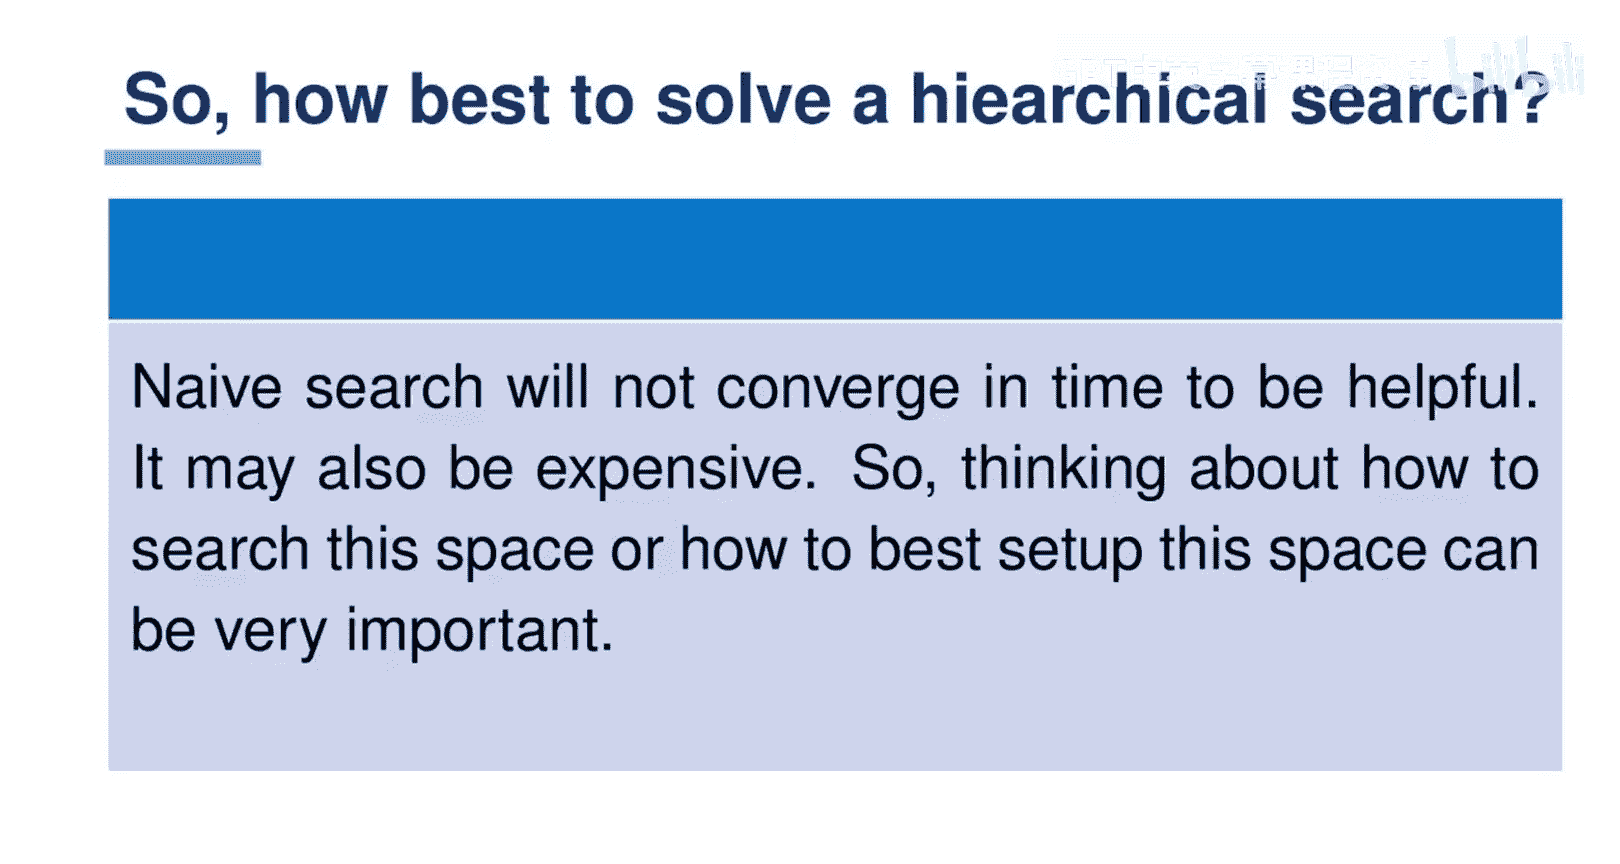 So, how best to solve a hiearchical search?
Naive search will not converge in time to be helpful.
It may also be expensive. So, thinking about how to
search this space or how to best setup this space can
be very important.